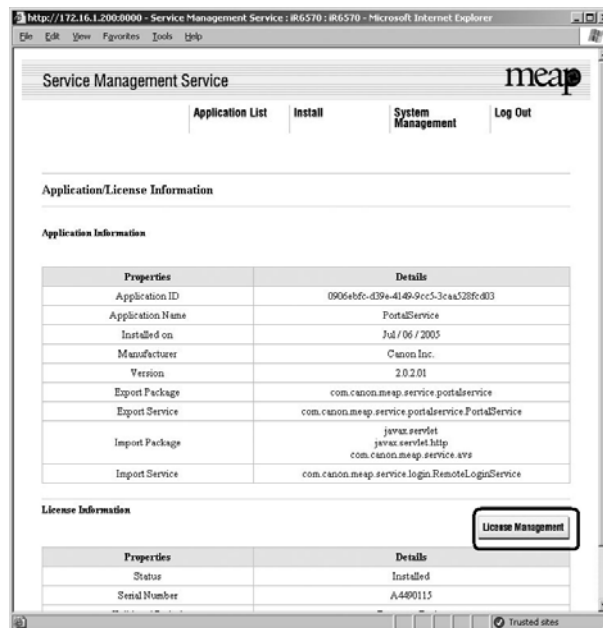 http://172.16.1.200:8000 - Service Management Service : iR6570 : iR6570 - Microsoft Internet Explorer
File Edit View Favorites Tools Help
Service Management Service
meap
Application List Install System Management Log Out
Application/License Information
Application Information
Properties Details
Application ID 0906ebfc-d39e-4149-9cc5-3caa528fcd03
Application Name PortalService
Installed on Jul / 06 / 2005
Manufacturer Canon Inc.
Version 2.0.2.01
Export Package com.canon.meap.service.portalservice
Export Service com.canon.meap.service.portalservice.PortalService
Import Package javax.servlet
javax.servlet.http
com.canon.meap.service.avs
Import Service com.canon.meap.service.login.RemoteLoginService
License Information
License Management
Properties Details
Status Installed
Serial Number A4490115
Trusted sites